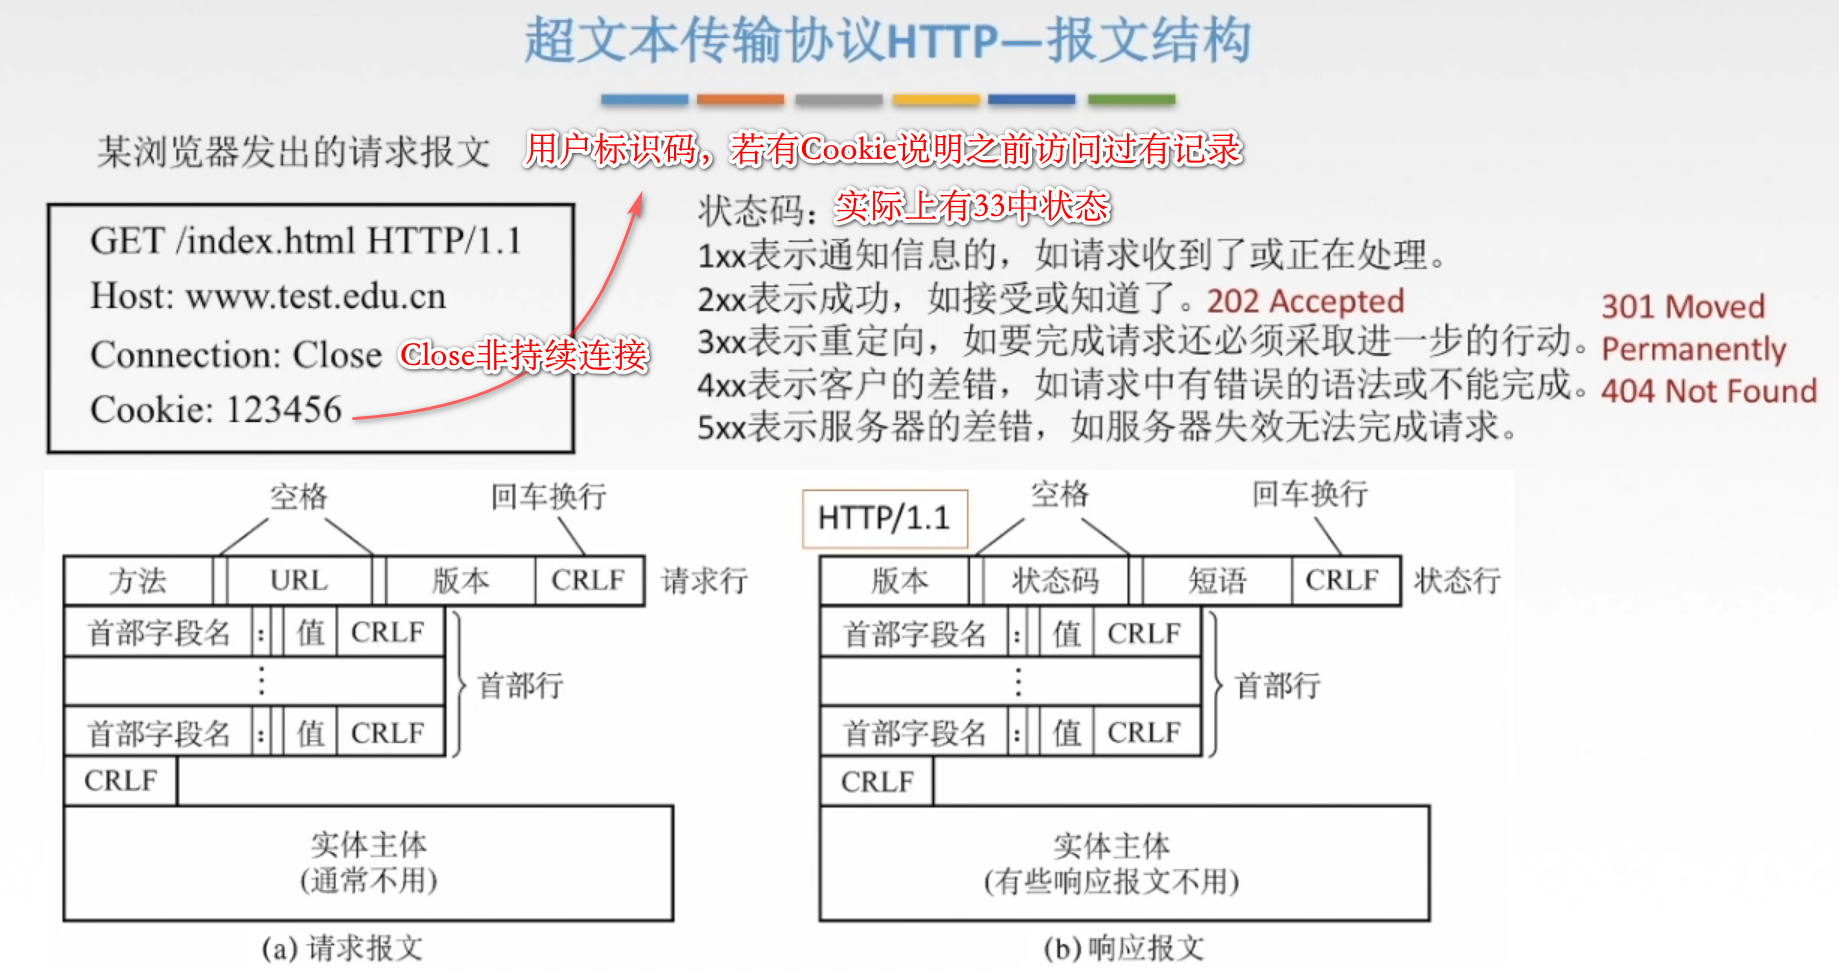 超文本传输协议HTTP—报文结构
某浏览器发出的请求报文
用户标识码，若有Cookie说明之前访问过有记录
GET /index.html HTTP/1.1
Host: www.test.edu.cn
Connection: Close
Close非持续连接
Cookie: 123456
状态码：
实际上有33中状态
1xx表示通知信息的，如请求收到了或正在处理。
2xx表示成功，如接受或知道了。202 Accepted
3xx表示重定向，如要完成请求还必须采取进一步的行动。
4xx表示客户的差错，如请求中有错误的语法或不能完成。
5xx表示服务器的差错，如服务器失效无法完成请求。
301 Moved
Permanently
404 Not Found
空格
回车换行
方法 URL 版本 CRLF 请求行
首部字段名 : 值 CRLF
⋮
首部行
首部字段名 : 值 CRLF
CRLF
实体主体
(通常不用)
(a) 请求报文
HTTP/1.1
空格
回车换行
版本 状态码 短语 CRLF 状态行
首部字段名 : 值 CRLF
⋮
首部行
首部字段名 : 值 CRLF
CRLF
实体主体
(有些响应报文不用)
(b) 响应报文